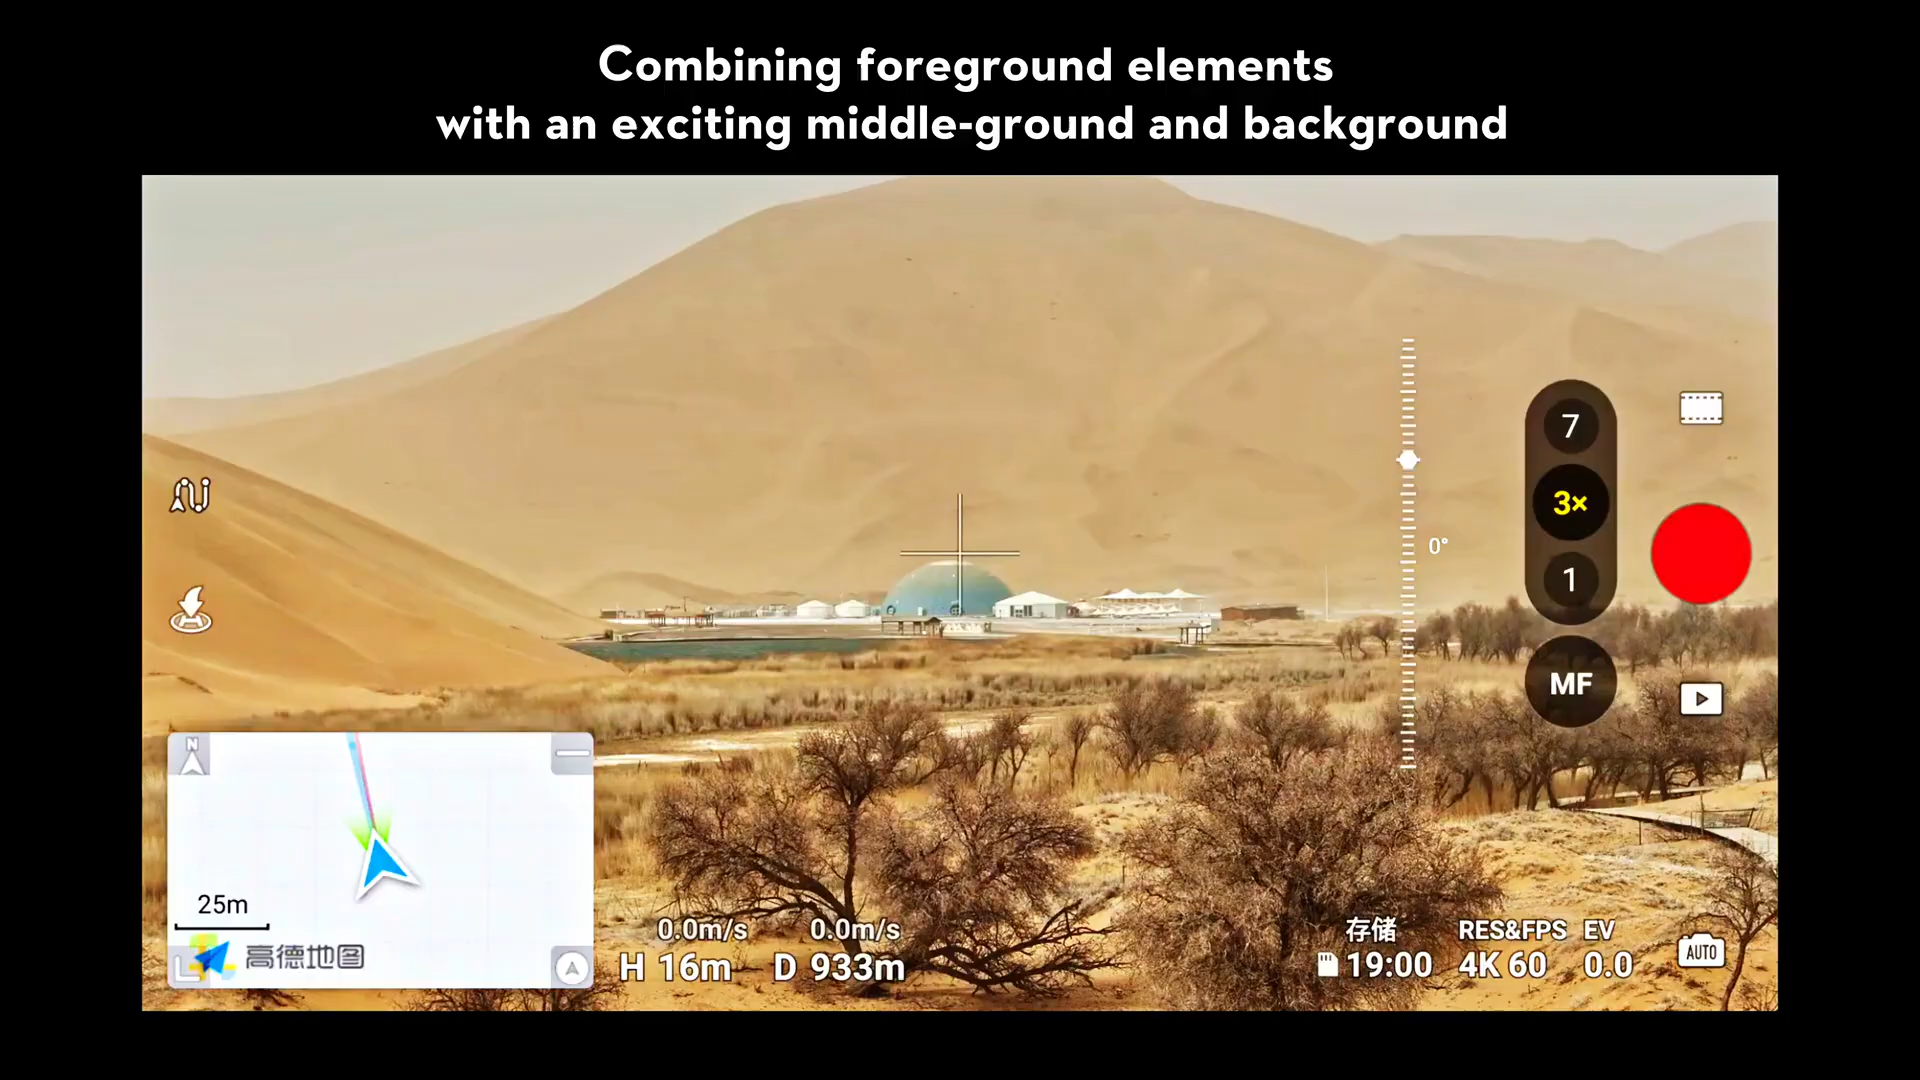 Combining foreground elements
with an exciting middle-ground and background
7
3×
0°
1
MF
N
25m
高德地图
0.0m/s 0.0m/s
H 16m D 933m
存储 RES&FPS EV
19:00 4K 60 0.0
AUTO